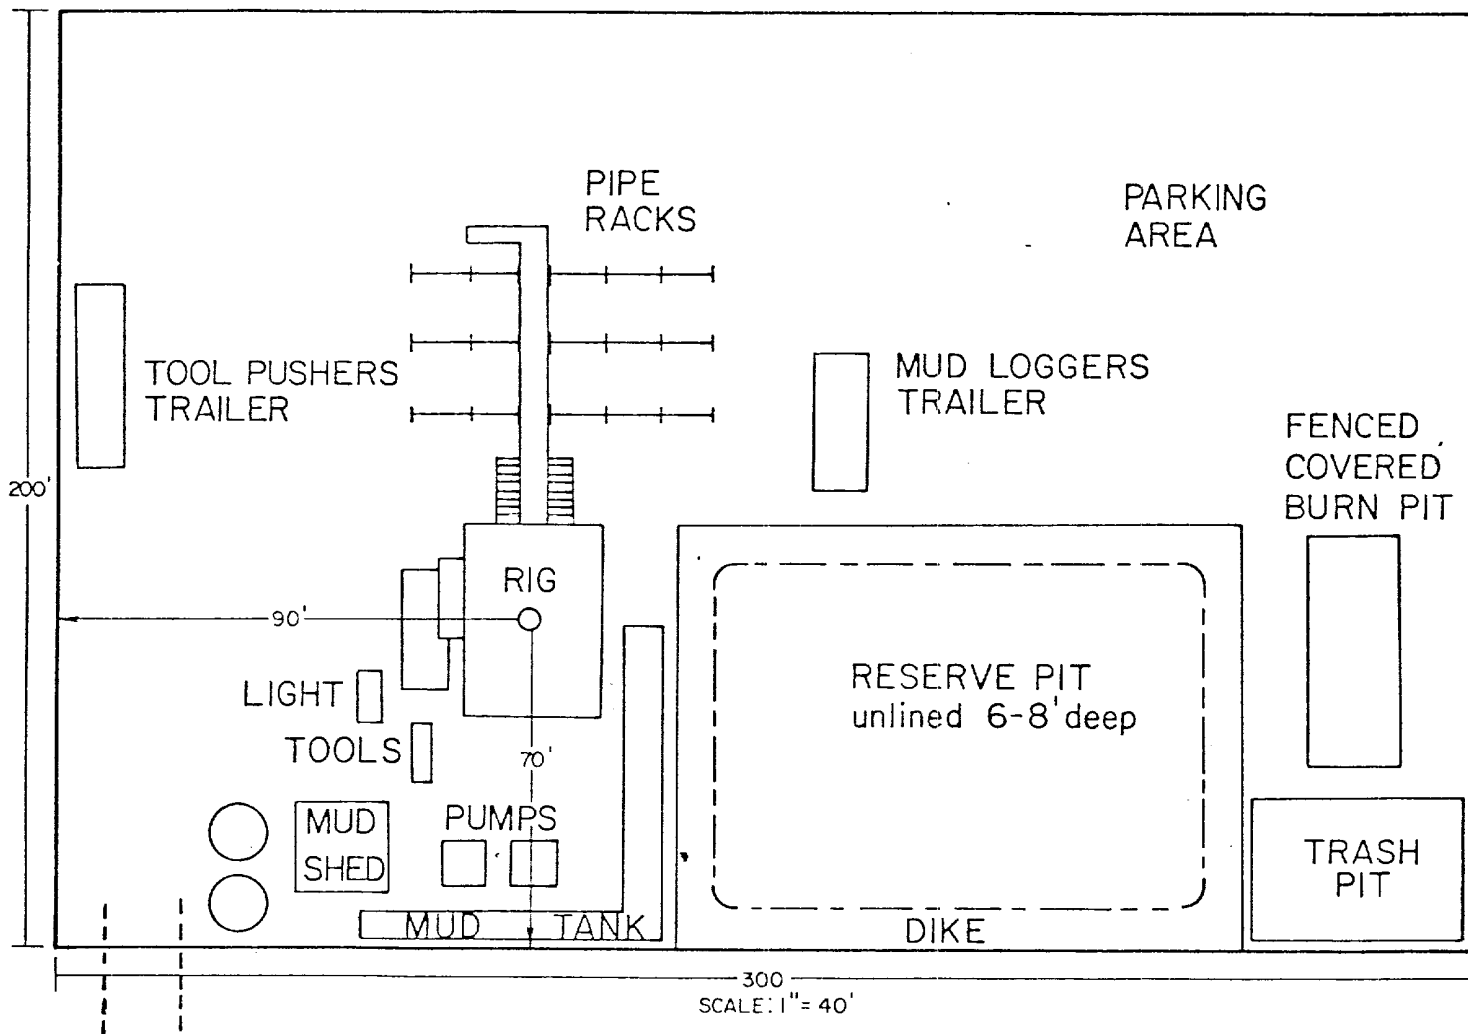 PIPE
RACKS
PARKING
AREA
TOOL PUSHERS
TRAILER
MUD LOGGERS
TRAILER
FENCED
COVERED
BURN PIT
200'
RIG
90'
LIGHT
RESERVE PIT
unlined 6-8' deep
TOOLS
70'
MUD
SHED
PUMPS
TRASH
PIT
MUD TANK
DIKE
300
SCALE: 1" = 40'